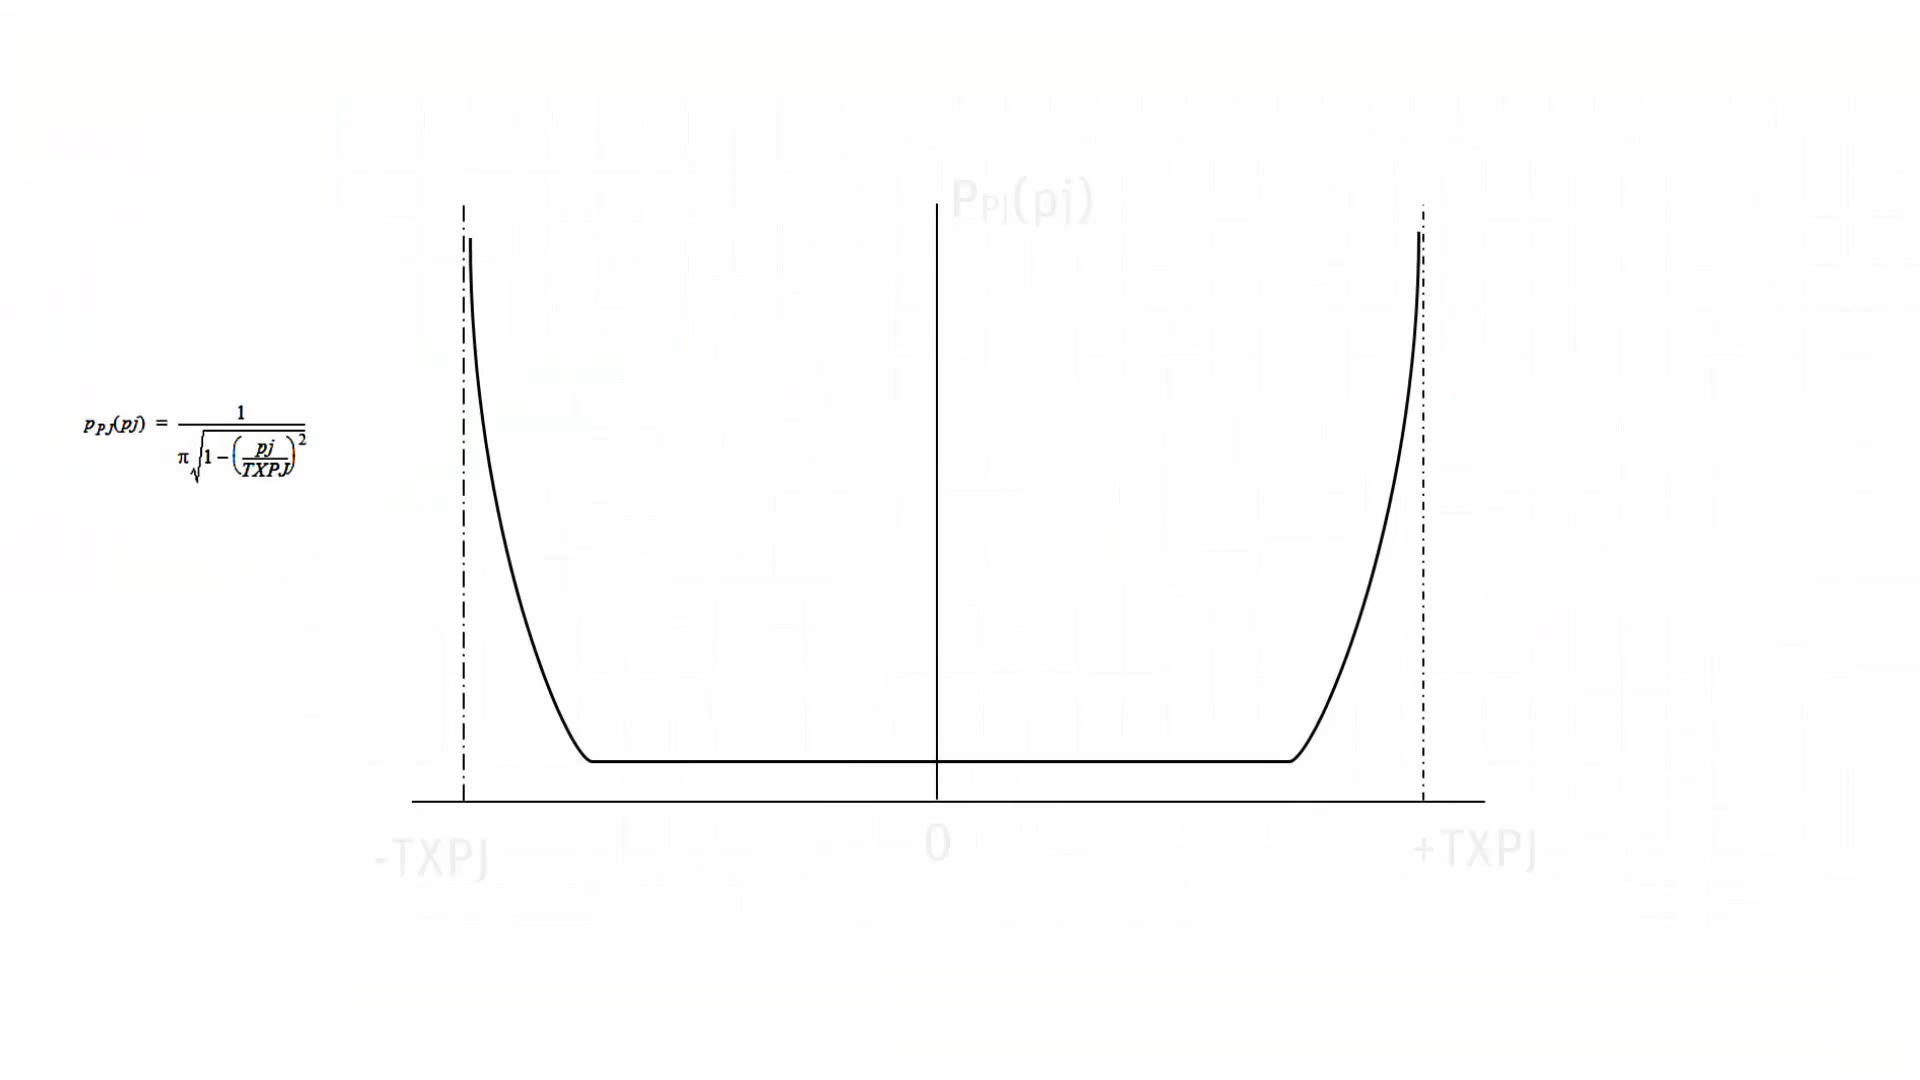 P_PJ(pj)
p_PJ(pj) = 1 / (π√(1 − (pj / TXPJ)²))
-TXPJ 0 +TXPJ